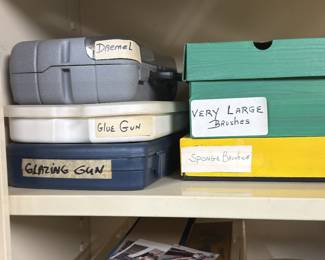 Dremel
Glue Gun
Glazing Gun
Very Large
Brushes
Sponge Brushes